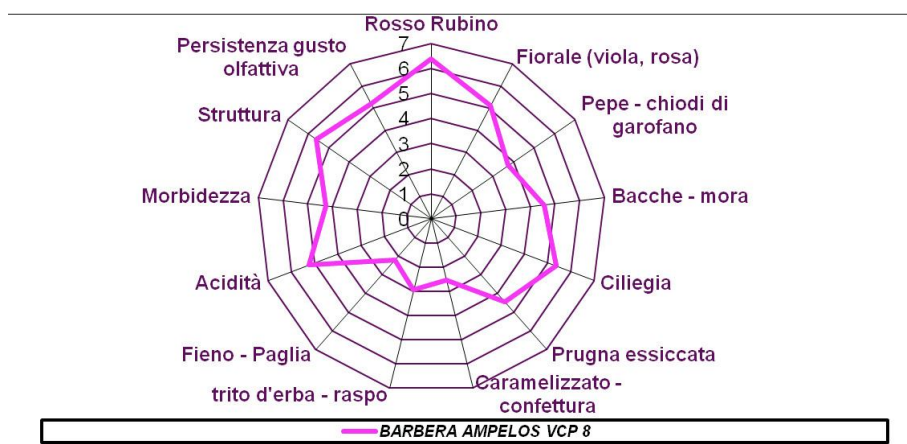 Rosso Rubino
Fiorale (viola, rosa)
Pepe - chiodi di
garofano
Bacche - mora
Ciliegia
Prugna essiccata
Caramelizzato -
confettura
trito d'erba - raspo
Fieno - Paglia
Acidità
Morbidezza
Struttura
Persistenza gusto
olfattiva
7
6
5
4
3
2
1
0
BARBERA AMPELOS VCP 8